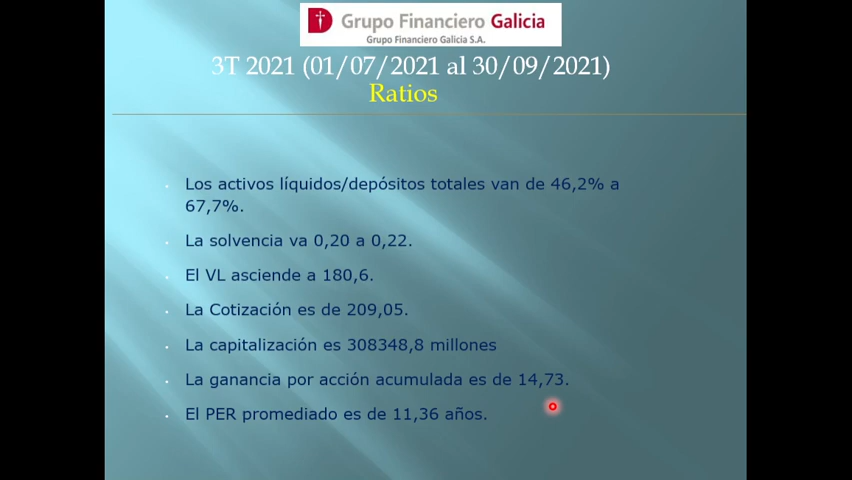 Grupo Financiero Galicia
Grupo Financiero Galicia S.A.
3T 2021 (01/07/2021 al 30/09/2021)
Ratios
Los activos líquidos/depósitos totales van de 46,2% a
67,7%.
La solvencia va 0,20 a 0,22.
El VL asciende a 180,6.
La Cotización es de 209,05.
La capitalización es 308348,8 millones
La ganancia por acción acumulada es de 14,73.
El PER promediado es de 11,36 años.